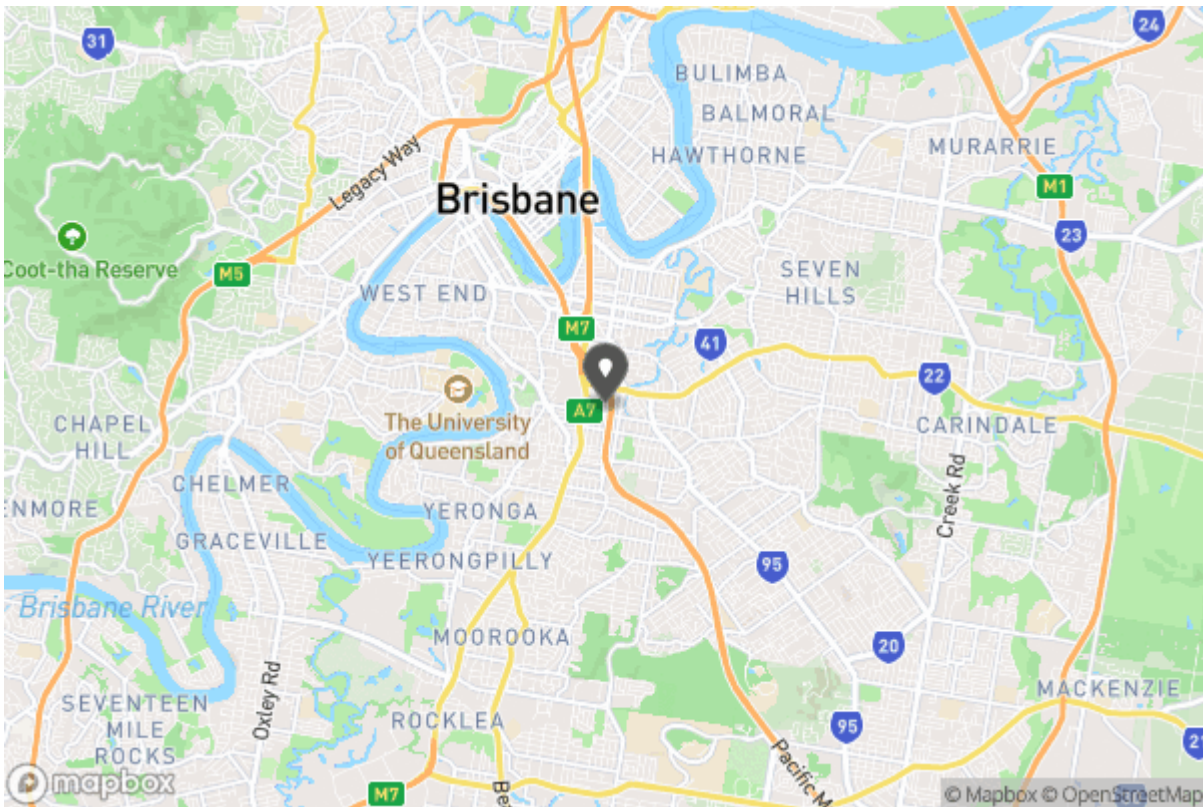 31
24
BULIMBA
BALMORAL
Legacy Way
HAWTHORNE
MURARRIE
M1
Brisbane
23
Coot-tha Reserve
M5
SEVEN
HILLS
WEST END
M7
41
22
The University
of Queensland
A7
CHAPEL
HILL
CARINDALE
CHELMER
Creek Rd
ENMORE
YERONGA
GRACEVILLE
YEERONGPILLY
95
Brisbane River
MOOROOKA
20
Oxley Rd
MACKENZIE
SEVENTEEN
MILE
ROCKS
ROCKLEA
95
21
Pacific M
M7
Be
mapbox
© Mapbox © OpenStreetMap